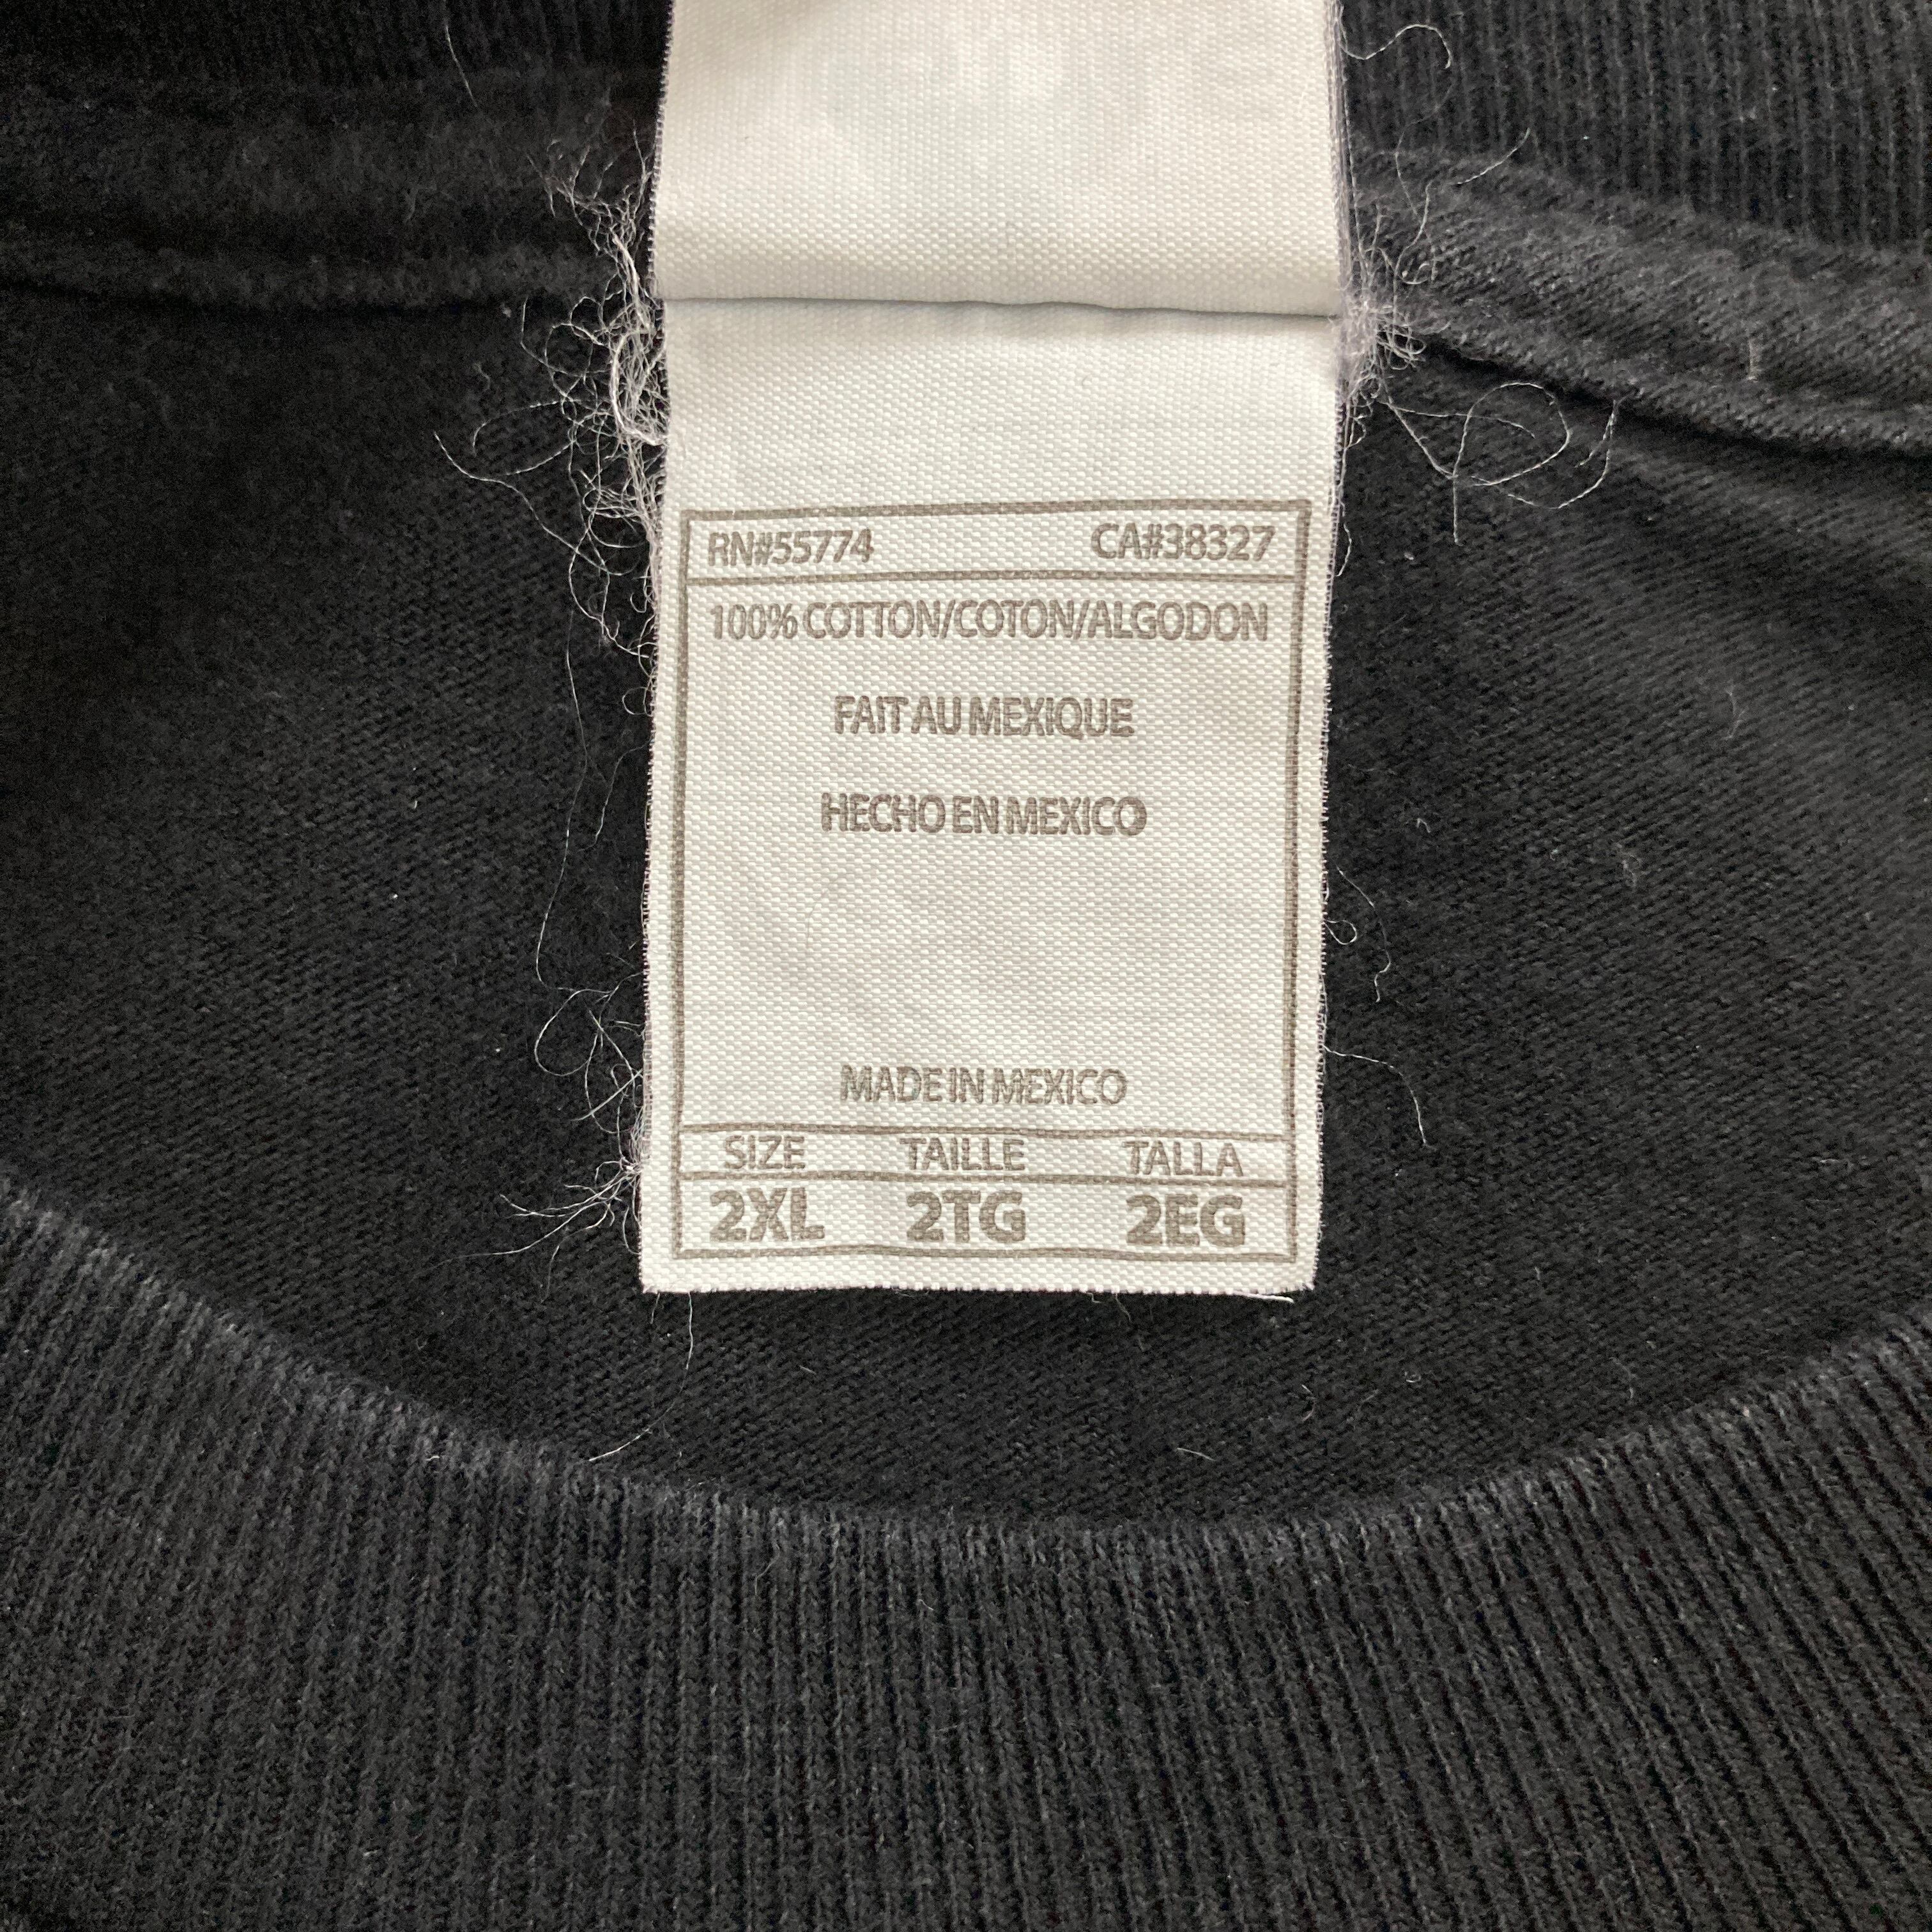 RN#55774 CA#38327
100% COTTON/COTON/ALGODON
FAIT AU MEXIQUE
HECHO EN MEXICO
MADE IN MEXICO
SIZE TAILLE TALLA
2XL 2TG 2EG